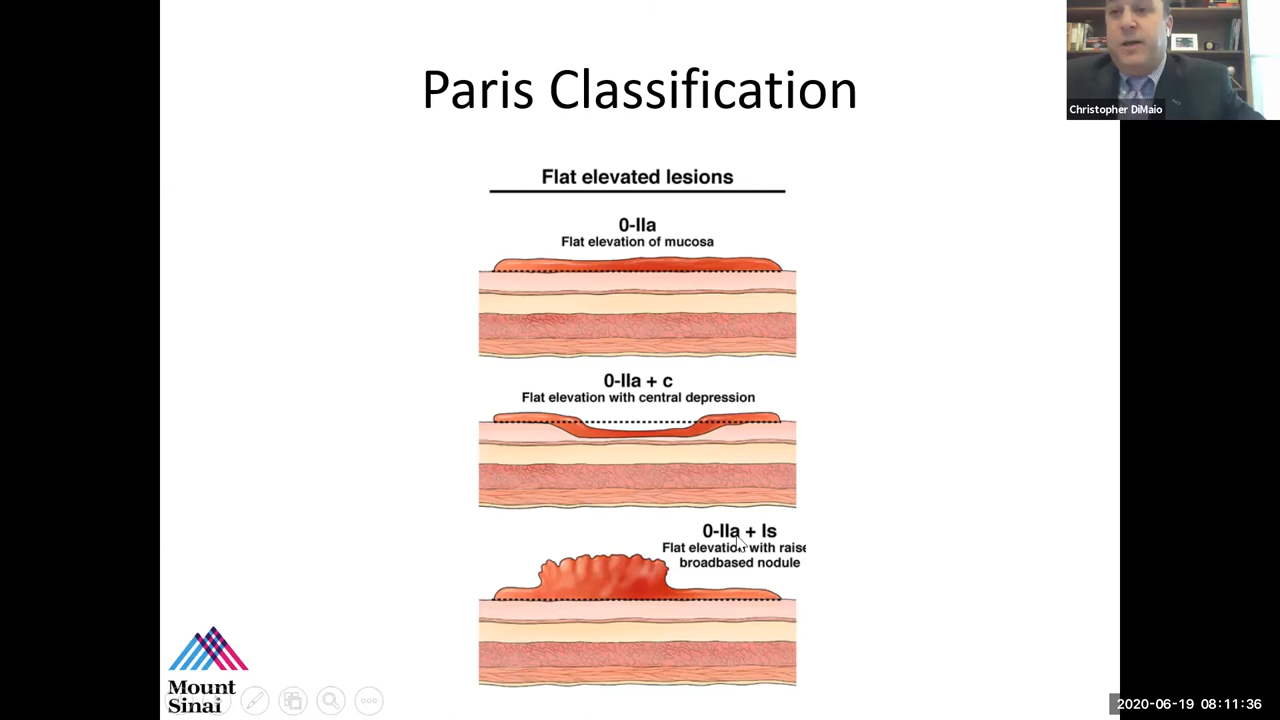 Paris Classification
Christopher DiMaio
Flat elevated lesions
0-IIa
Flat elevation of mucosa
0-IIa + c
Flat elevation with central depression
0-IIa + Is
Flat elevation with raise
broadbased nodule
Mount
Sinai
2020-06-19 08:11:36